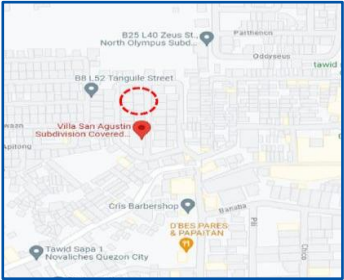 B25 L40 Zeus St.,
North Olympus Subd...
Parthenon
Oddyseus
tawid
B8 L52 Tanguile Street
Villa San Agustin
Subdivision Covered...
Apitong
Cris Barbershop
Banaba
Pili
D'BES PARES
& PAPAITAN
Tawid Sapa 1,
Novaliches Quezon City
Chico